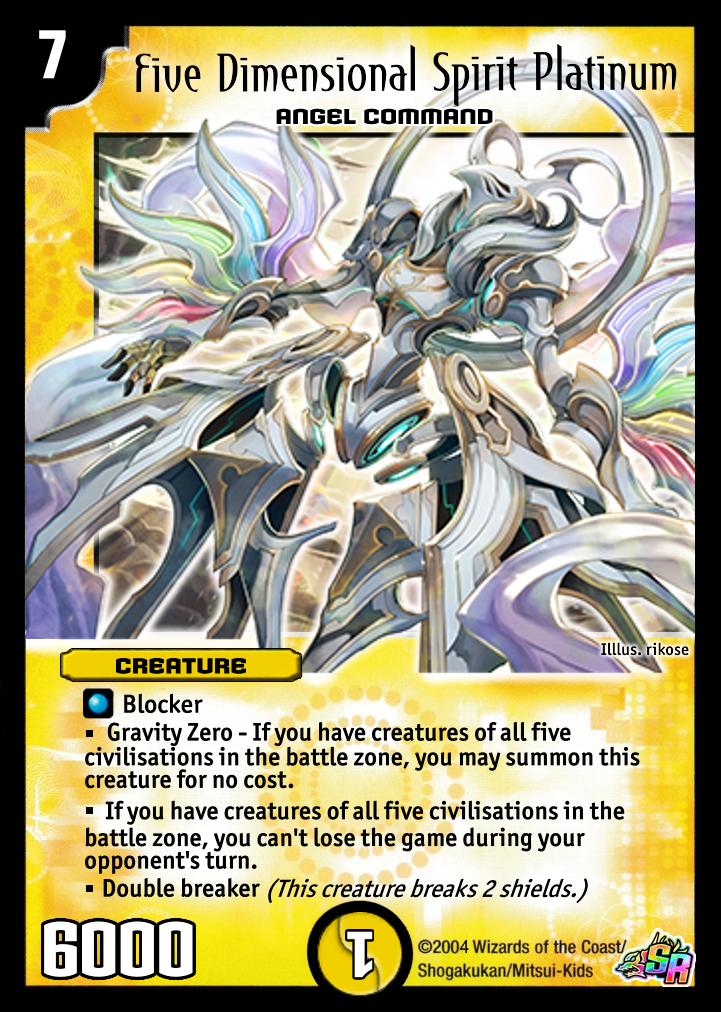 7
Five Dimensional Spirit Platinum
ANGEL COMMAND
Illlus. rikose
CREATURE
Blocker
▪ Gravity Zero - If you have creatures of all five
civilisations in the battle zone, you may summon this
creature for no cost.
▪ If you have creatures of all five civilisations in the
battle zone, you can't lose the game during your
opponent's turn.
▪ Double breaker (This creature breaks 2 shields.)
6000
1
©2004 Wizards of the Coast/
Shogakukan/Mitsui-Kids
SR